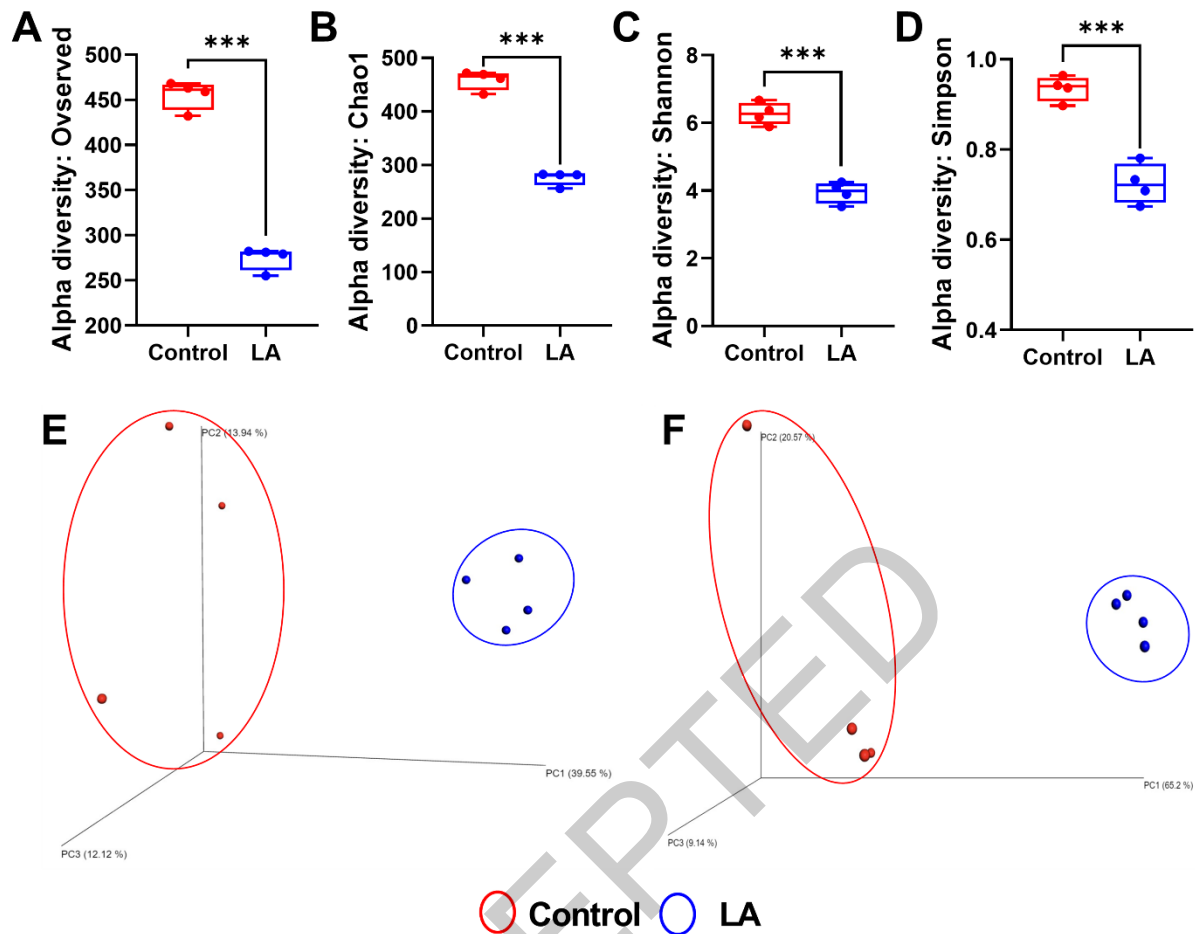 A
Alpha diversity: Ovserved
500
450
400
350
300
250
200
***
Control
LA
B
Alpha diversity: Chao1
500
400
300
200
100
0
***
Control
LA
C
Alpha diversity: Shannon
8
6
4
2
0
***
Control
LA
D
Alpha diversity: Simpson
1.0
0.8
0.6
0.4
***
Control
LA
E
PC2 (13.94 %)
PC1 (39.55 %)
PC3 (12.12 %)
F
PC2 (20.57 %)
PC1 (65.2 %)
PC3 (9.14 %)
EPTED
Control
LA